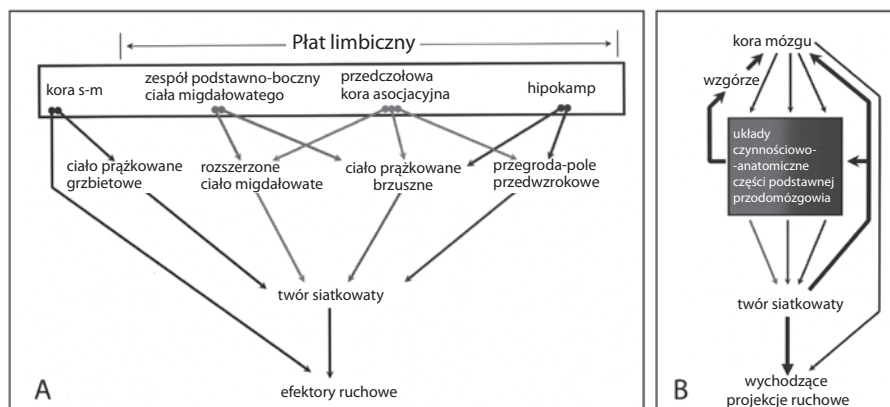 Płat limbiczny
kora s-m
zespół podstawno-boczny
ciała migdałowatego
przedczołowa
kora asocjacyjna
hipokamp
ciało prążkowane
grzbietowe
rozszerzone
ciało migdałowate
ciało prążkowane
brzuszne
przegroda-pole
przedwzrokowe
twór siatkowaty
efektory ruchowe
A
kora mózgu
wzgórze
układy
czynnościowo-
-anatomiczne
części podstawnej
przodomózgowia
twór siatkowaty
wychodzące
projekcje ruchowe
B